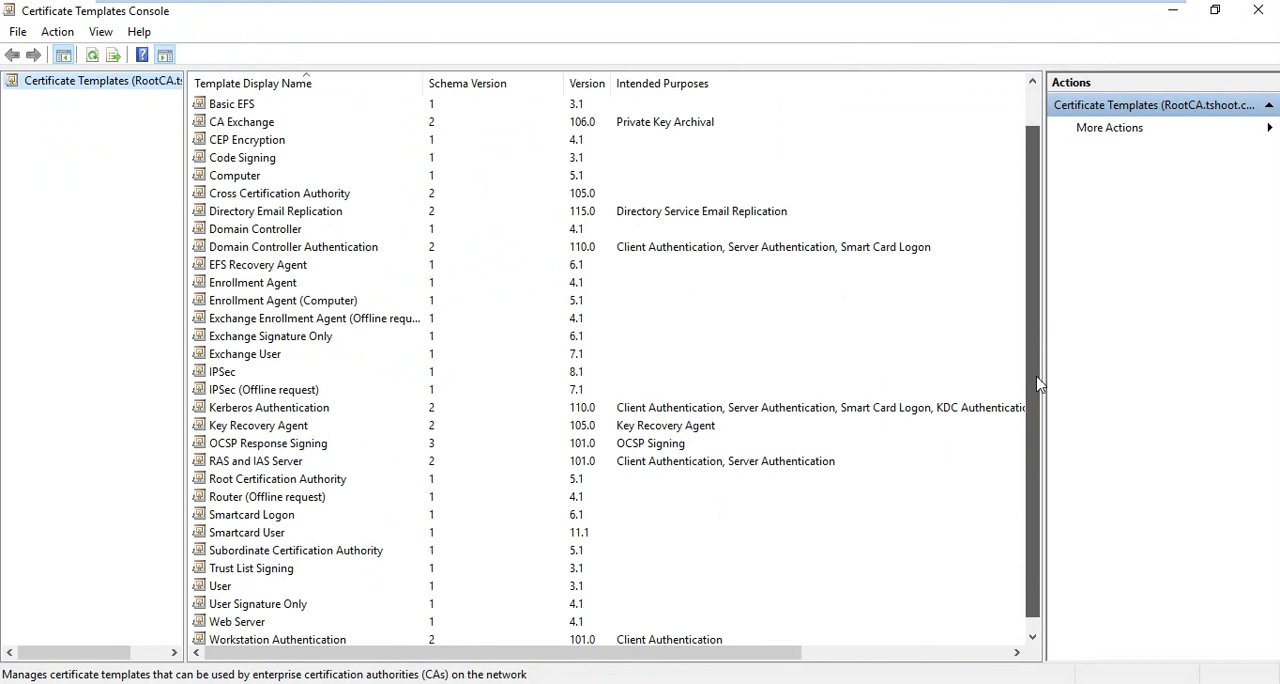 Certificate Templates Console
File Action View Help
Certificate Templates (RootCA.ts
Template Display Name Schema Version Version Intended Purposes
Basic EFS 1 3.1
CA Exchange 2 106.0 Private Key Archival
CEP Encryption 1 4.1
Code Signing 1 3.1
Computer 1 5.1
Cross Certification Authority 2 105.0
Directory Email Replication 2 115.0 Directory Service Email Replication
Domain Controller 1 4.1
Domain Controller Authentication 2 110.0 Client Authentication, Server Authentication, Smart Card Logon
EFS Recovery Agent 1 6.1
Enrollment Agent 1 4.1
Enrollment Agent (Computer) 1 5.1
Exchange Enrollment Agent (Offline requ... 1 4.1
Exchange Signature Only 1 6.1
Exchange User 1 7.1
IPSec 1 8.1
IPSec (Offline request) 1 7.1
Kerberos Authentication 2 110.0 Client Authentication, Server Authentication, Smart Card Logon, KDC Authenticatio
Key Recovery Agent 2 105.0 Key Recovery Agent
OCSP Response Signing 3 101.0 OCSP Signing
RAS and IAS Server 2 101.0 Client Authentication, Server Authentication
Root Certification Authority 1 5.1
Router (Offline request) 1 4.1
Smartcard Logon 1 6.1
Smartcard User 1 11.1
Subordinate Certification Authority 1 5.1
Trust List Signing 1 3.1
User 1 3.1
User Signature Only 1 4.1
Web Server 1 4.1
Workstation Authentication 2 101.0 Client Authentication
Actions
Certificate Templates (RootCA.tshoot.c...
More Actions
Manages certificate templates that can be used by enterprise certification authorities (CAs) on the network